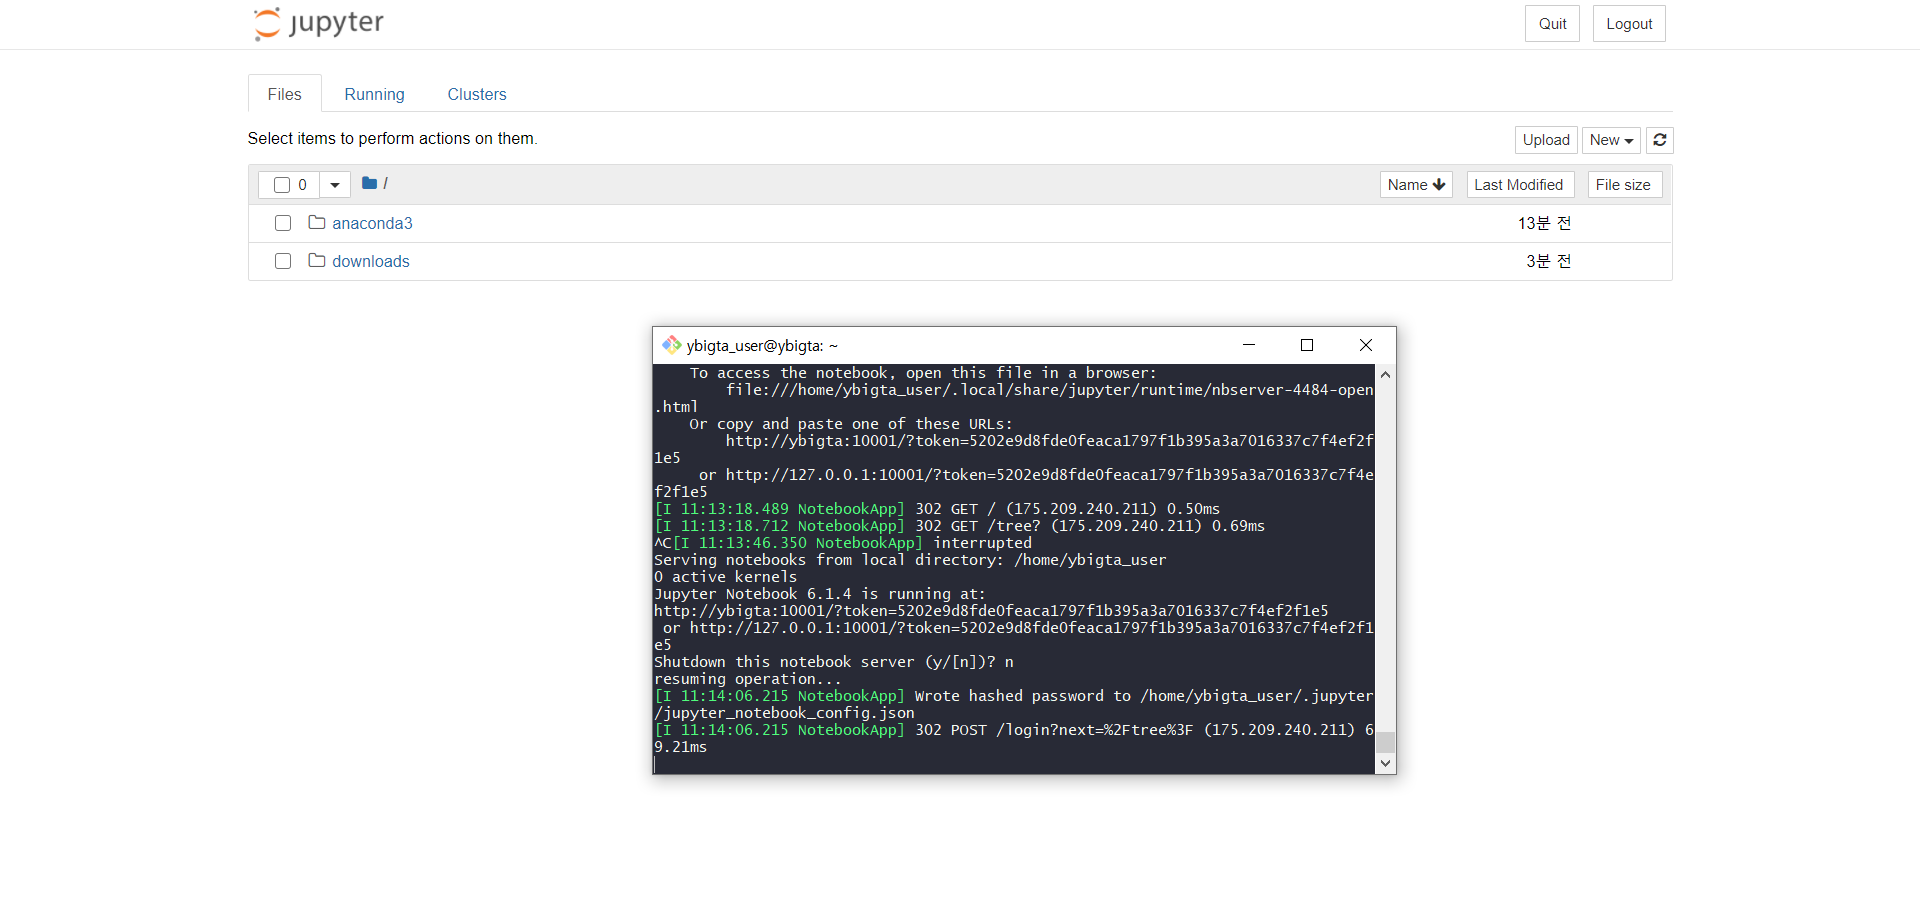 jupyter
Quit Logout
Files Running Clusters
Select items to perform actions on them.
Upload New
0 /
Name Last Modified File size
anaconda3 13분 전
downloads 3분 전
ybigta_user@ybigta: ~
To access the notebook, open this file in a browser:
file:///home/ybigta_user/.local/share/jupyter/runtime/nbserver-4484-open
.html
Or copy and paste one of these URLs:
http://ybigta:10001/?token=5202e9d8fde0feaca1797f1b395a3a7016337c7f4ef2f
1e5
or http://127.0.0.1:10001/?token=5202e9d8fde0feaca1797f1b395a3a7016337c7f4e
f2f1e5
[I 11:13:18.489 NotebookApp] 302 GET / (175.209.240.211) 0.50ms
[I 11:13:18.712 NotebookApp] 302 GET /tree? (175.209.240.211) 0.69ms
^C[I 11:13:46.350 NotebookApp] interrupted
Serving notebooks from local directory: /home/ybigta_user
0 active kernels
Jupyter Notebook 6.1.4 is running at:
http://ybigta:10001/?token=5202e9d8fde0feaca1797f1b395a3a7016337c7f4ef2f1e5
or http://127.0.0.1:10001/?token=5202e9d8fde0feaca1797f1b395a3a7016337c7f4ef2f1
e5
Shutdown this notebook server (y/[n])? n
resuming operation...
[I 11:14:06.215 NotebookApp] Wrote hashed password to /home/ybigta_user/.jupyter
/jupyter_notebook_config.json
[I 11:14:06.215 NotebookApp] 302 POST /login?next=%2Ftree%3F (175.209.240.211) 6
9.21ms